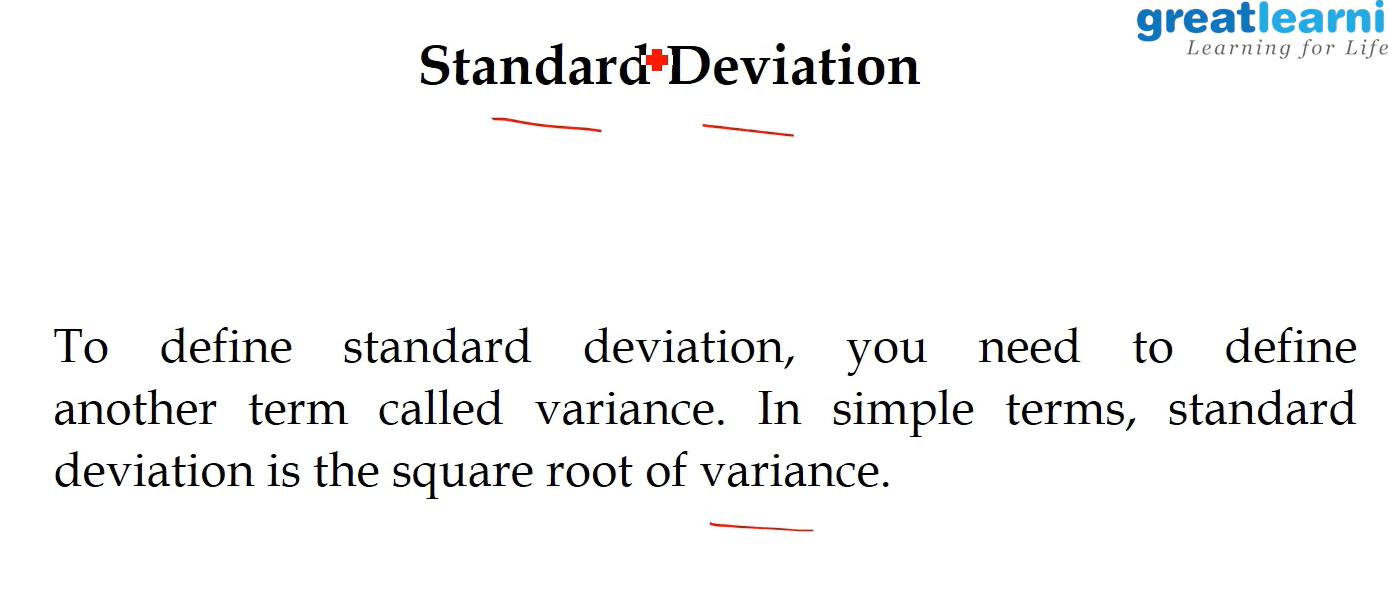 greatlearni
Learning for Life
Standard Deviation
To define standard deviation, you need to define
another term called variance. In simple terms, standard
deviation is the square root of variance.